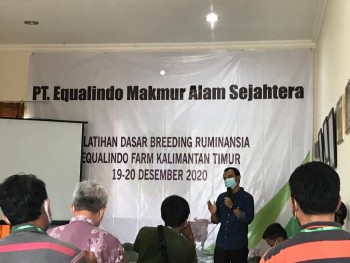 PT. Equalindo Makmur Alam Sejahtera
LATIHAN DASAR BREEDING RUMINANSIA
EQUALINDO FARM KALIMANTAN TIMUR
19-20 DESEMBER 2020